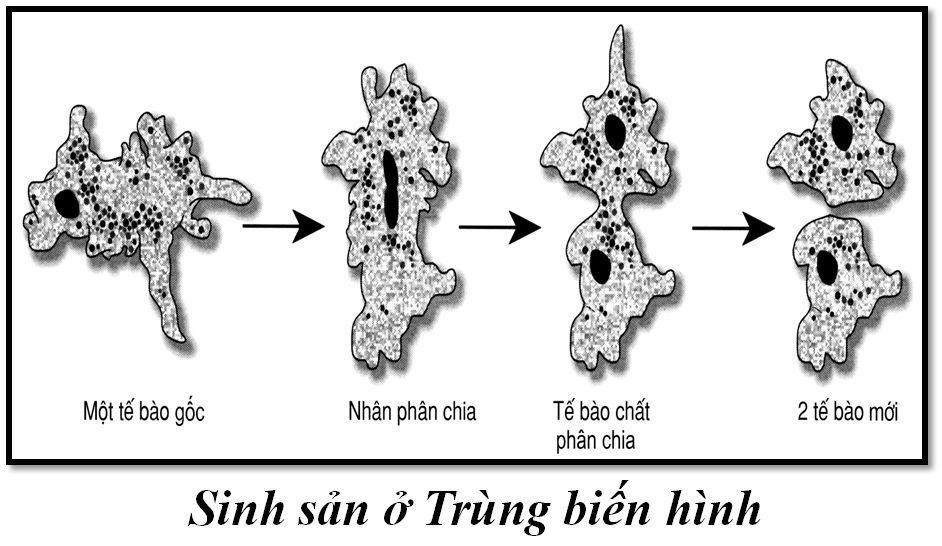 Một tế bào gốc
Nhân phân chia
Tế bào chất
phân chia
2 tế bào mới
Sinh sản ở Trùng biến hình